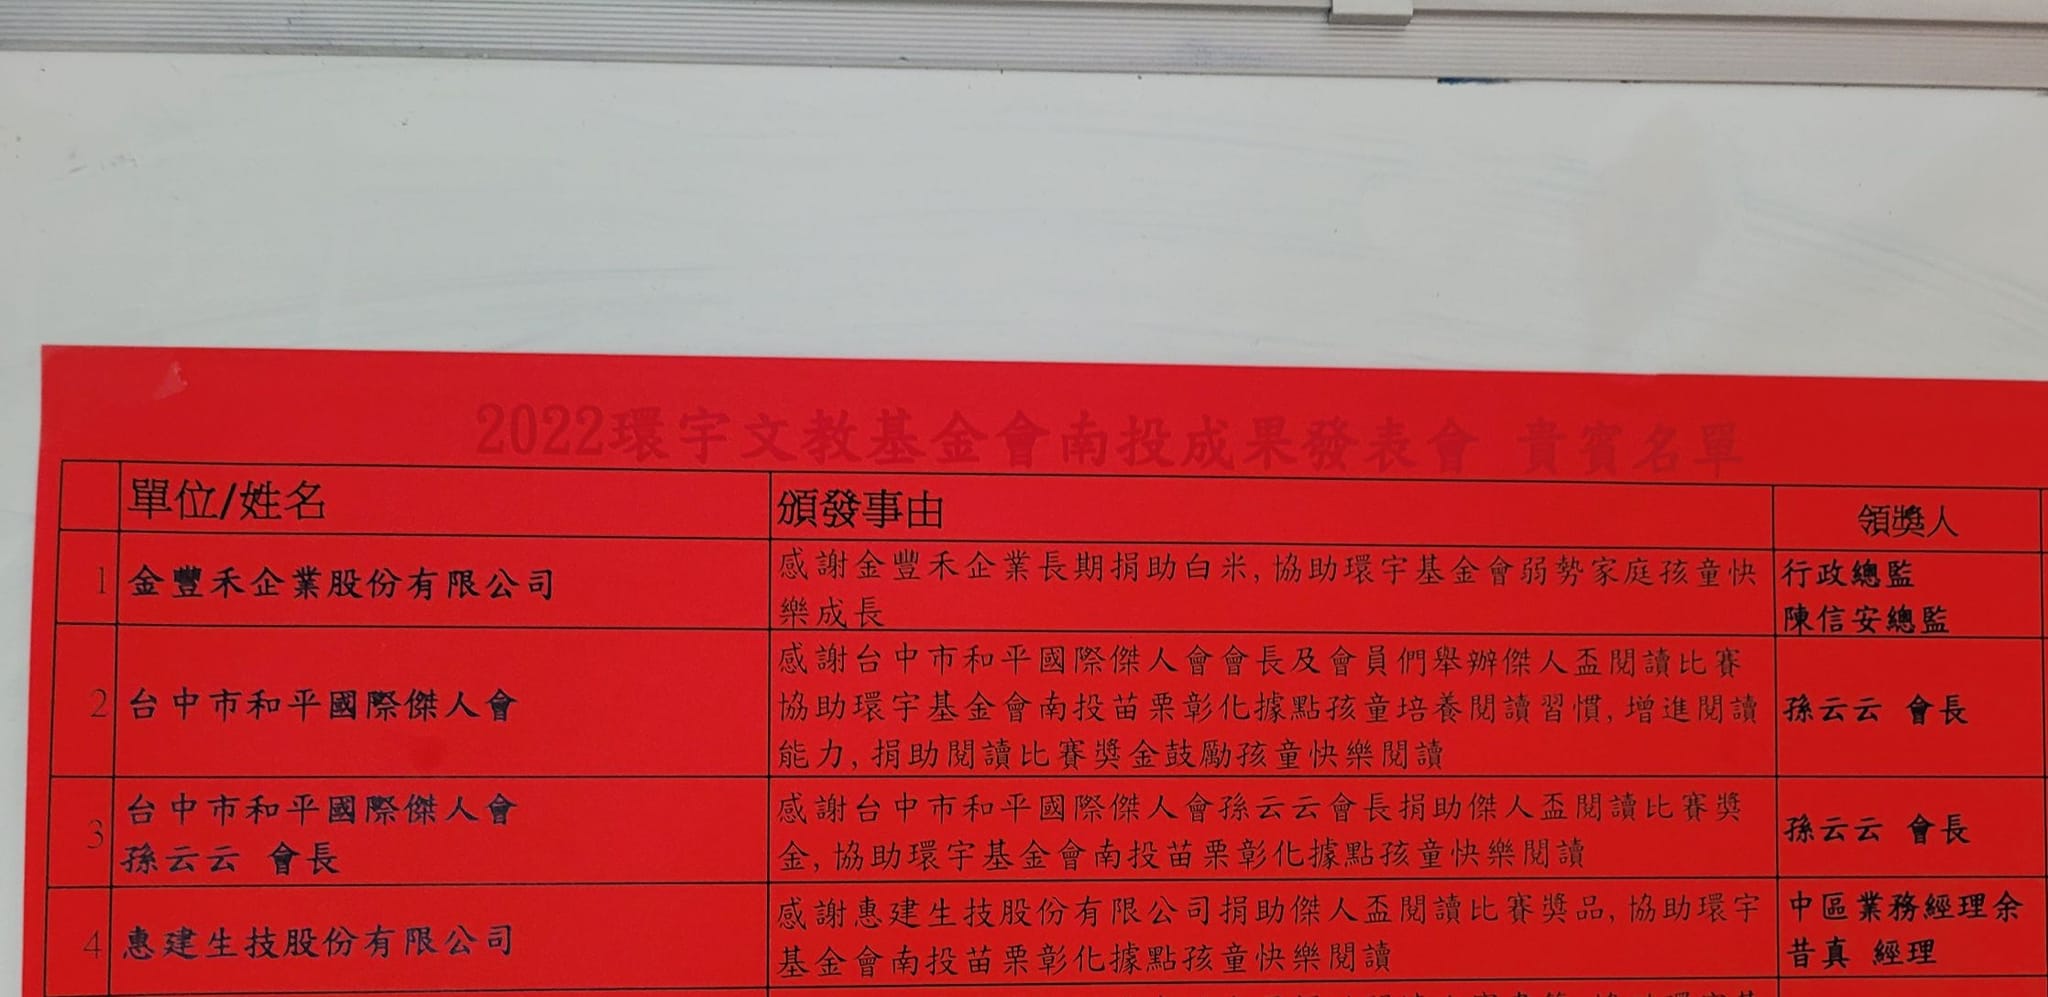 2022環宇文教基金會南投成果發表會 貴賓名單
單位/姓名
頒發事由
領獎人
1
金豐禾企業股份有限公司
感謝金豐禾企業長期捐助白米,協助環宇基金會弱勢家庭孩童快
樂成長
行政總監
陳信安總監
2
台中市和平國際傑人會
感謝台中市和平國際傑人會會長及會員們舉辦傑人盃閱讀比賽
協助環宇基金會南投苗栗彰化據點孩童培養閱讀習慣,增進閱讀
能力,捐助閱讀比賽獎金鼓勵孩童快樂閱讀
孫云云 會長
3
台中市和平國際傑人會
孫云云 會長
感謝台中市和平國際傑人會孫云云會長捐助傑人盃閱讀比賽獎
金,協助環宇基金會南投苗栗彰化據點孩童快樂閱讀
孫云云 會長
4
惠建生技股份有限公司
感謝惠建生技股份有限公司捐助傑人盃閱讀比賽獎品,協助環宇
基金會南投苗栗彰化據點孩童快樂閱讀
中區業務經理余
昔真 經理